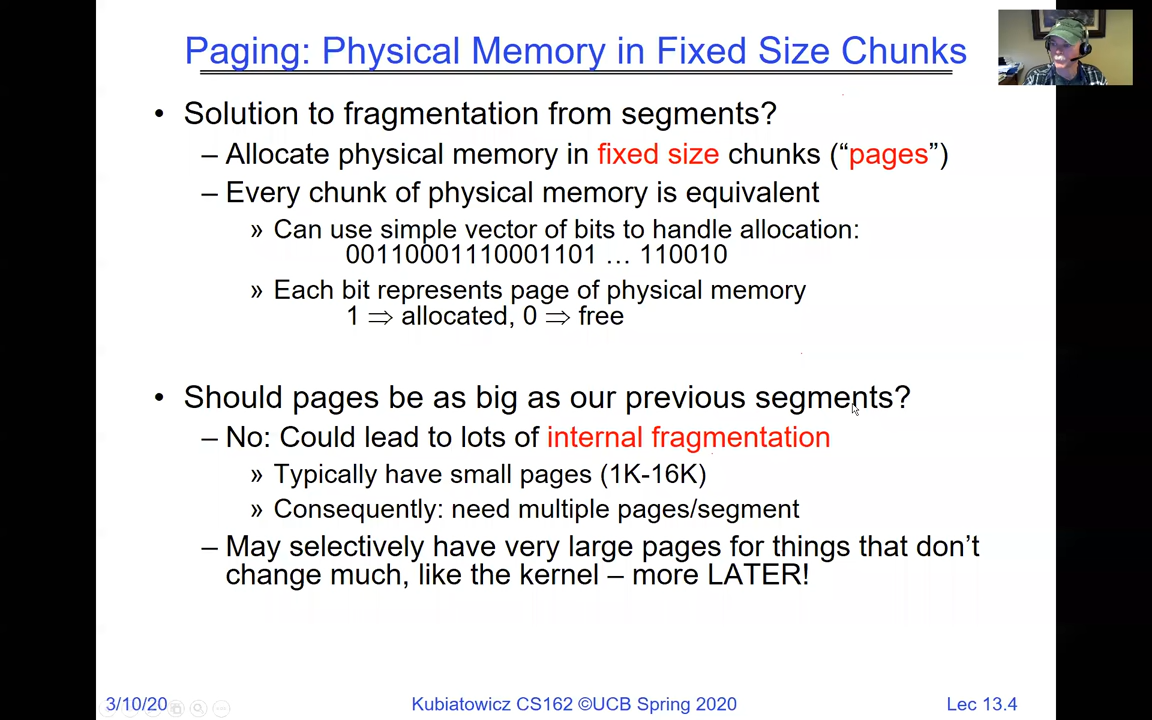 Paging: Physical Memory in Fixed Size Chunks
• Solution to fragmentation from segments?
– Allocate physical memory in fixed size chunks (“pages”)
– Every chunk of physical memory is equivalent
» Can use simple vector of bits to handle allocation:
00110001110001101 … 110010
» Each bit represents page of physical memory
1 ⇒ allocated, 0 ⇒ free
• Should pages be as big as our previous segments?
– No: Could lead to lots of internal fragmentation
» Typically have small pages (1K-16K)
» Consequently: need multiple pages/segment
– May selectively have very large pages for things that don’t
change much, like the kernel – more LATER!
3/10/20
Kubiatowicz CS162 ©UCB Spring 2020
Lec 13.4